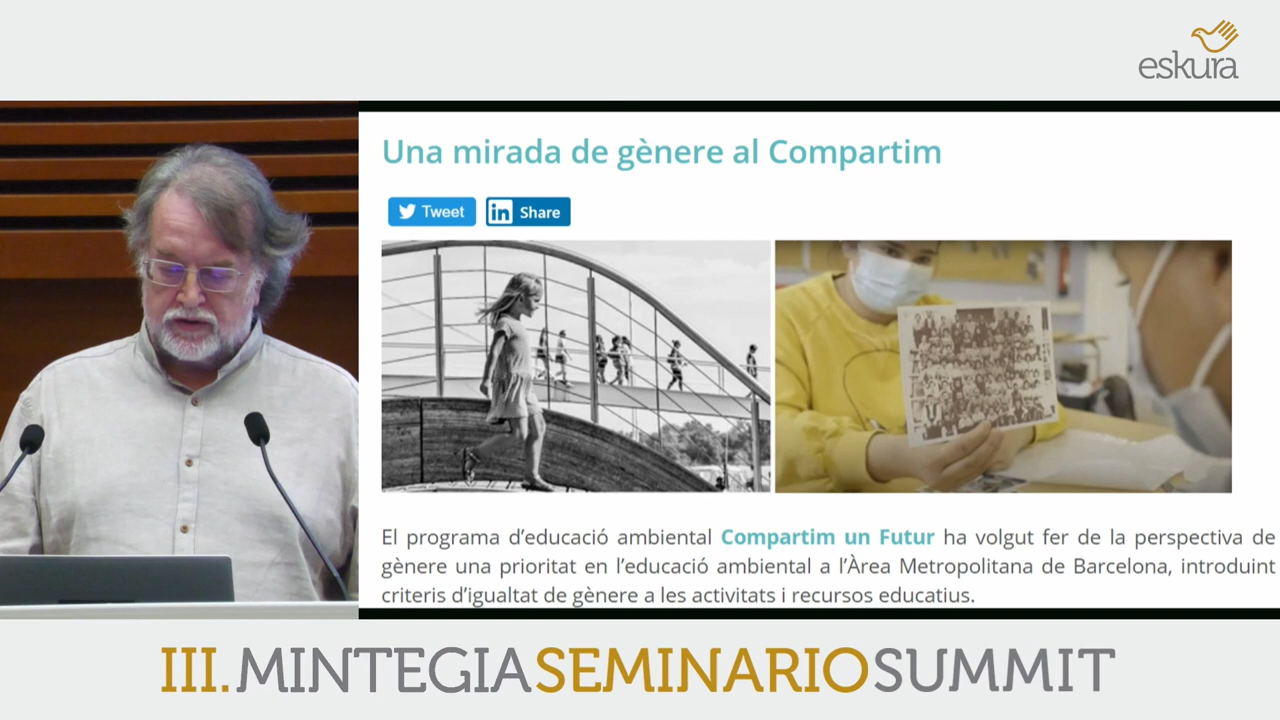 eskura
Una mirada de gènere al Compartim
Tweet
in Share
El programa d'educació ambiental Compartim un Futur ha volgut fer de la perspectiva de
gènere una prioritat en l'educació ambiental a l'Àrea Metropolitana de Barcelona, introduint
criteris d'igualtat de gènere a les activitats i recursos educatius.
III. MINTEGIA SEMINARIO SUMMIT